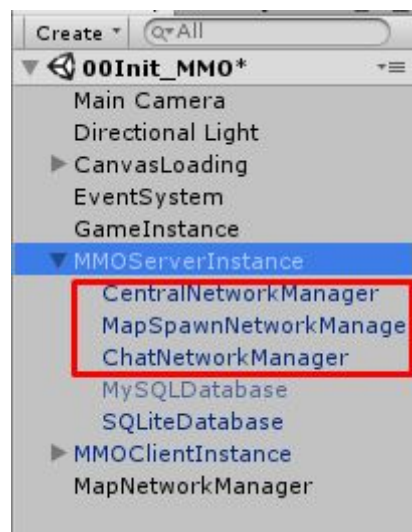 Create All
00Init_MMO*
Main Camera
Directional Light
CanvasLoading
EventSystem
GameInstance
MMOServerInstance
CentralNetworkManager
MapSpawnNetworkManage
ChatNetworkManager
MySQLDatabase
SQLiteDatabase
MMOClientInstance
MapNetworkManager